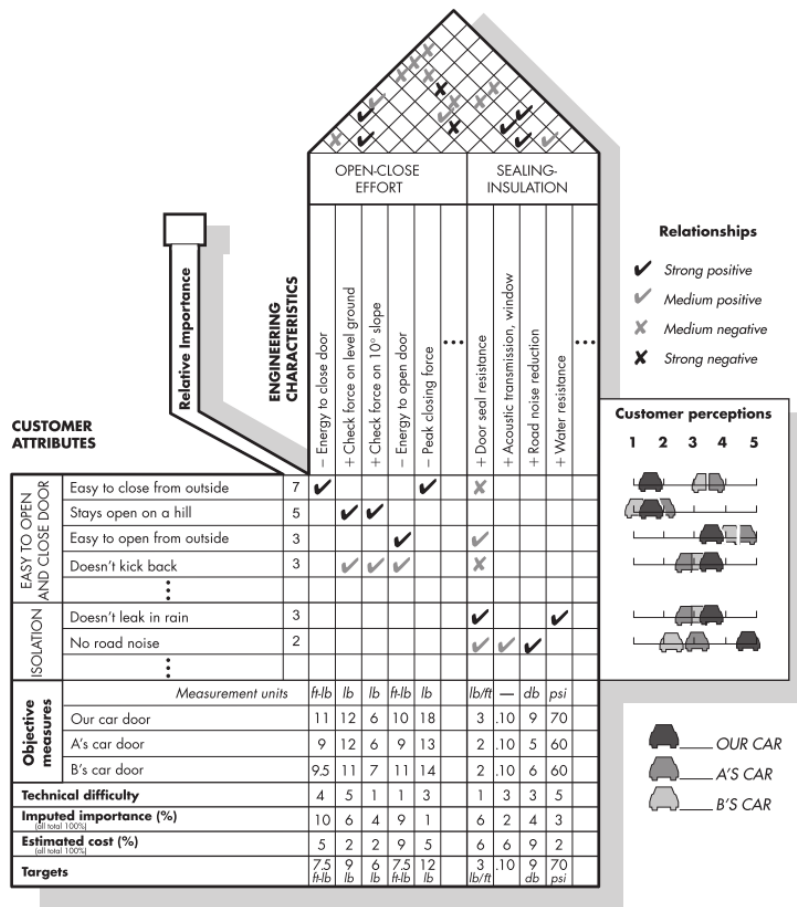 OPEN-CLOSE
EFFORT
SEALING-
INSULATION
Relative Importance
ENGINEERING
CHARACTERISTICS
– Energy to close door
+ Check force on level ground
+ Check force on 10° slope
– Energy to open door
– Peak closing force
...
+ Door seal resistance
+ Acoustic transmission, window
+ Road noise reduction
+ Water resistance
...
Relationships
✔ Strong positive
✔ Medium positive
✘ Medium negative
✘ Strong negative
CUSTOMER
ATTRIBUTES
Customer perceptions
1 2 3 4 5
EASY TO OPEN
AND CLOSE DOOR
Easy to close from outside 7
Stays open on a hill 5
Easy to open from outside 3
Doesn't kick back 3
ISOLATION
Doesn't leak in rain 3
No road noise 2
Objective
measures
Measurement units ft-lb lb lb ft-lb lb lb/ft — db psi
Our car door 11 12 6 10 18 3 .10 9 70
A's car door 9 12 6 9 13 2 .10 5 60
B's car door 9.5 11 7 11 14 2 .10 6 60
Technical difficulty 4 5 1 1 3 1 3 3 5
Imputed importance (%) 10 6 4 9 1 6 2 4 3
(all total 100%)
Estimated cost (%) 5 2 2 9 5 6 6 9 2
(all total 100%)
Targets 7.5 9 6 7.5 12 3 .10 9 70
ft-lb lb lb ft-lb lb lb/ft db psi
OUR CAR
A'S CAR
B'S CAR